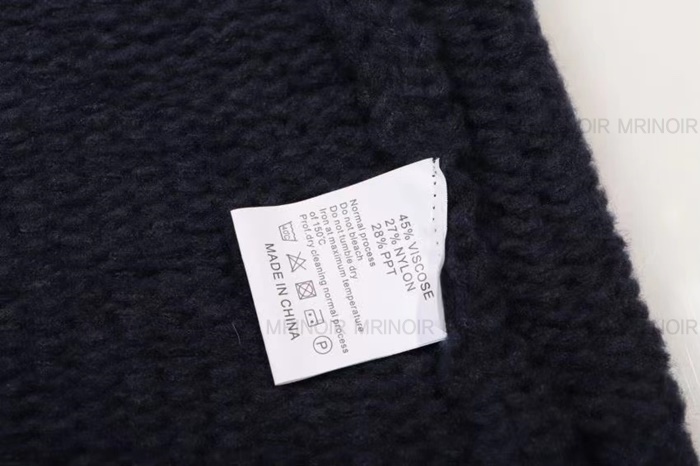 45% VISCOSE
27% NYLON
28% PPT
Normal process
Do not bleach
Do not tumble dry
Iron at maximum temperature
of 150℃
Prof.dry cleaning normal process
P
MADE IN CHINA
MRINOIR MRINOIR
OIR MRINOIR
MRINOIR